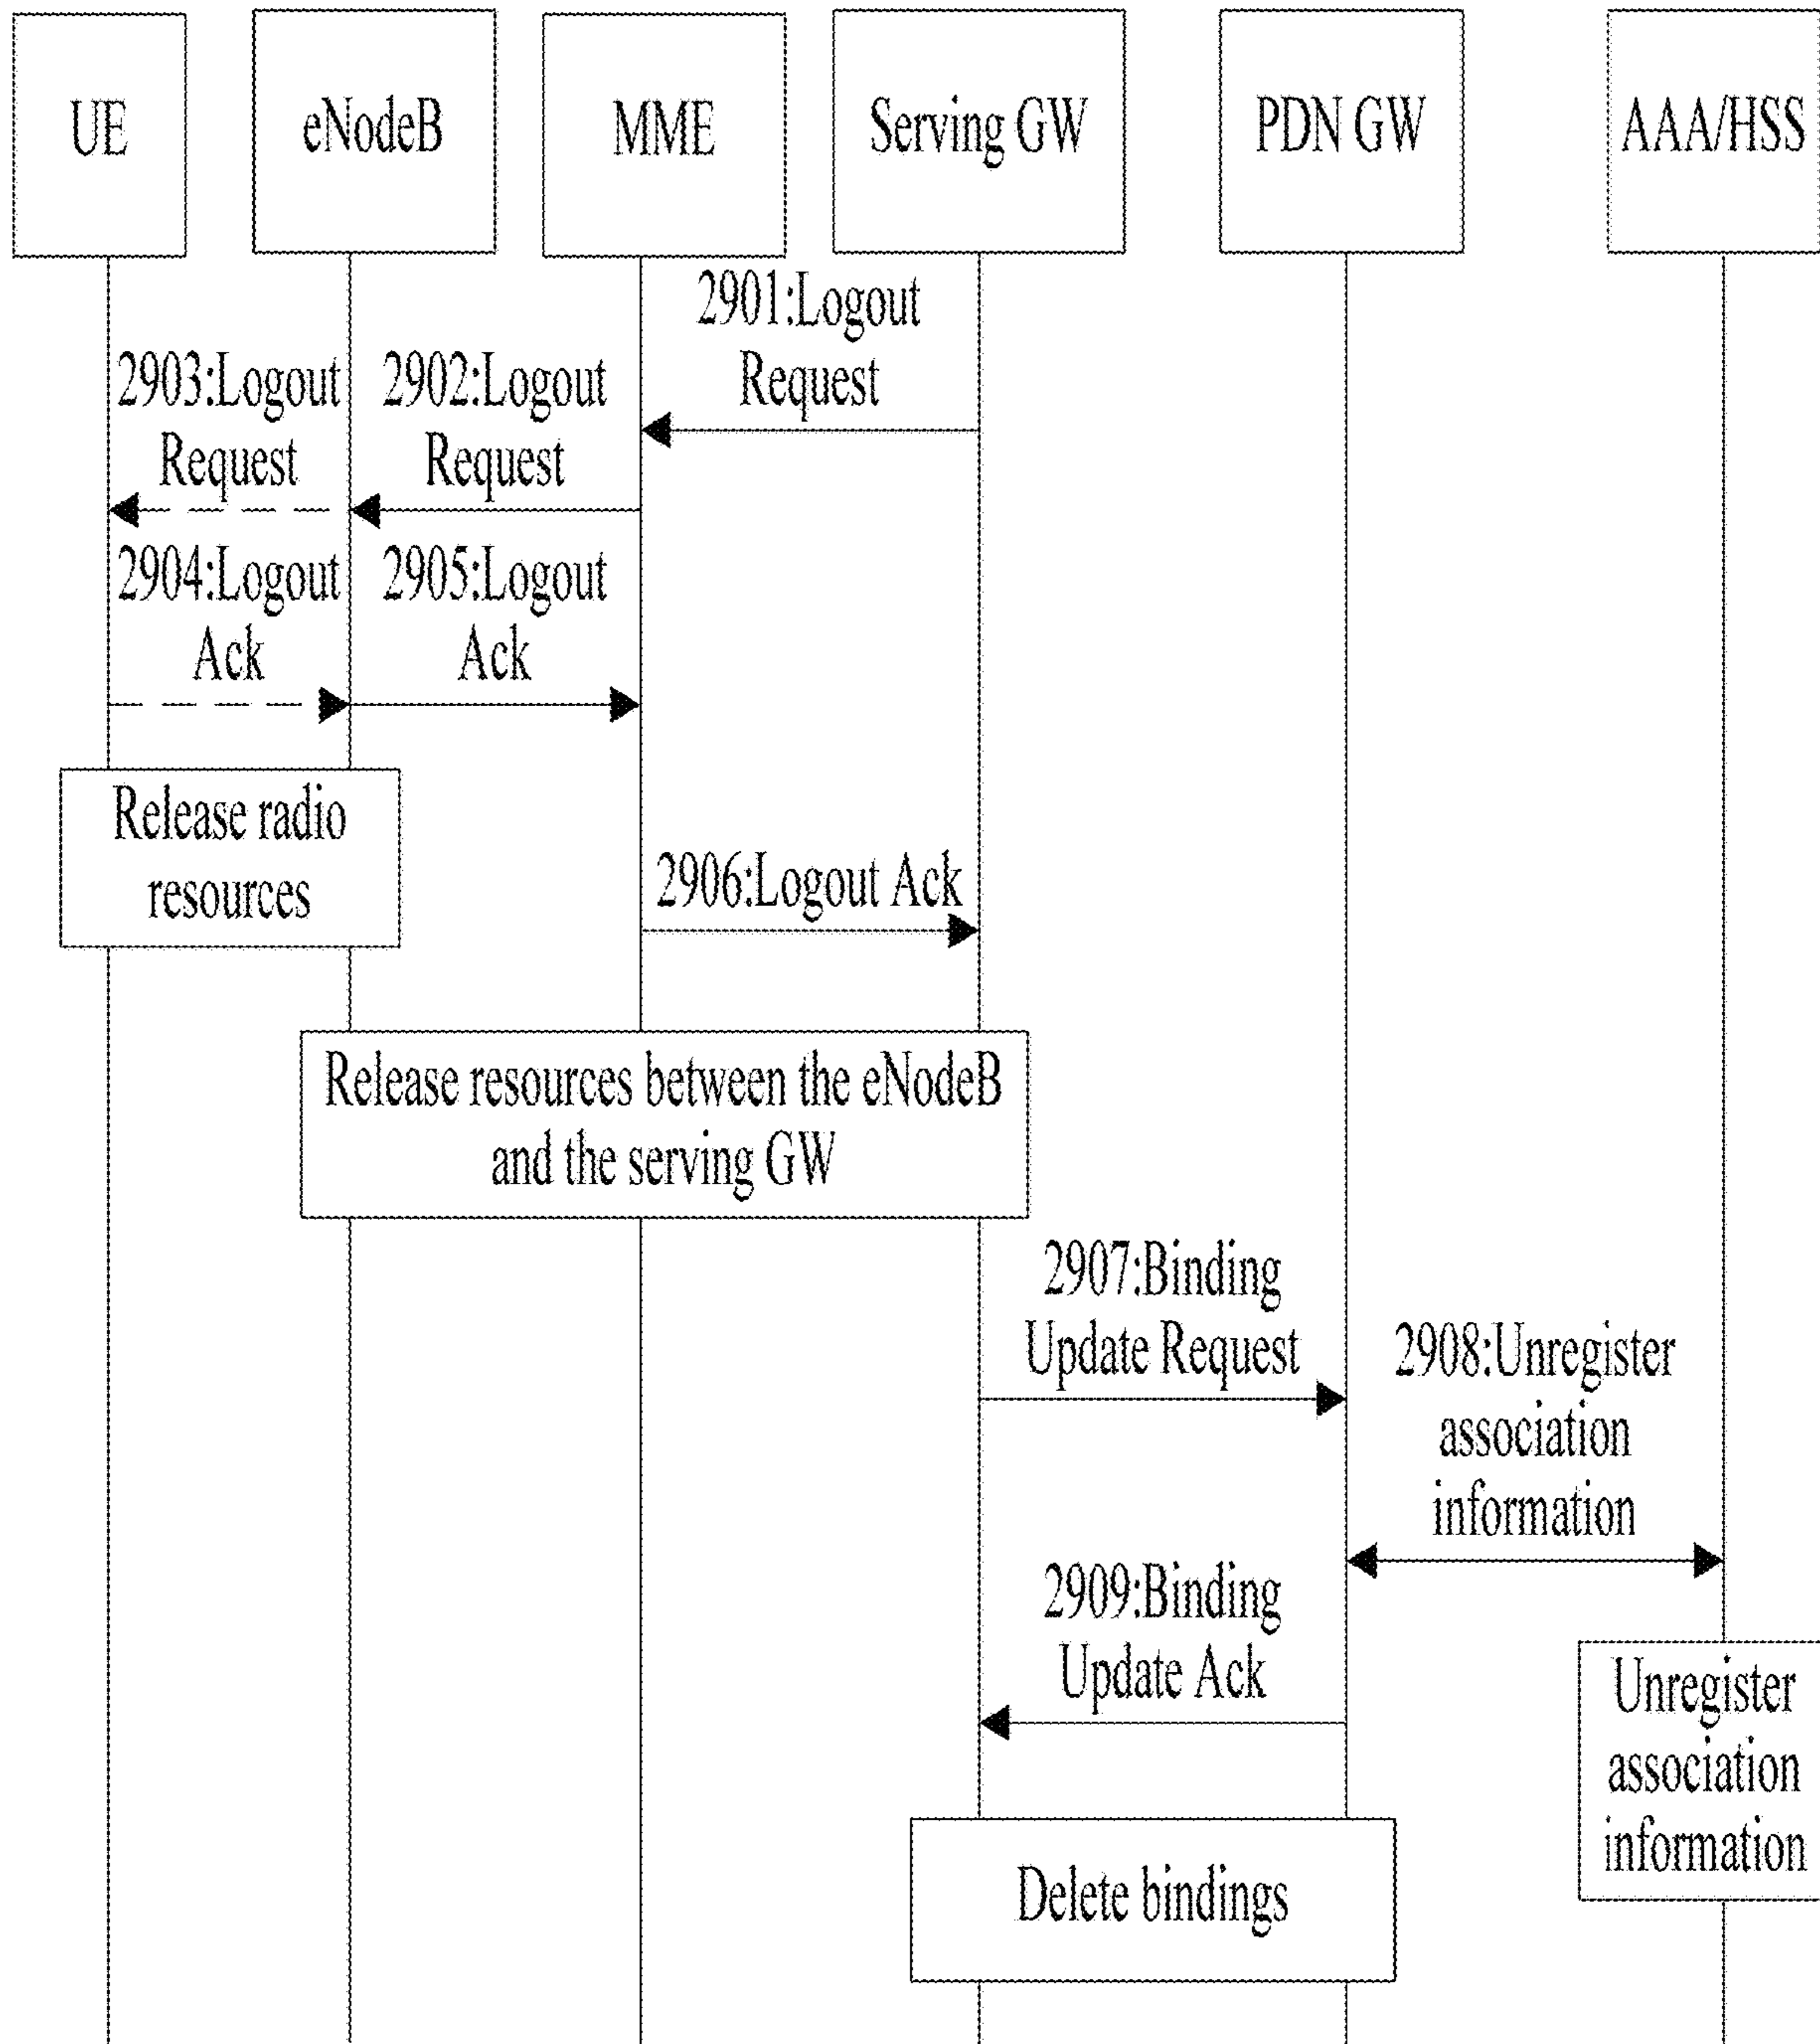 UE
eNodeB
MME
Serving GW
PDN GW
AAA/HSS
2901:Logout
Request
2903:Logout
Request
2902:Logout
Request
2904:Logout
Ack
2905:Logout
Ack
Release radio
resources
2906:Logout Ack
Release resources between the eNodeB
and the serving GW
2907:Binding
Update Request
2908:Unregister
association
information
2909:Binding
Update Ack
Unregister
association
information
Delete bindings